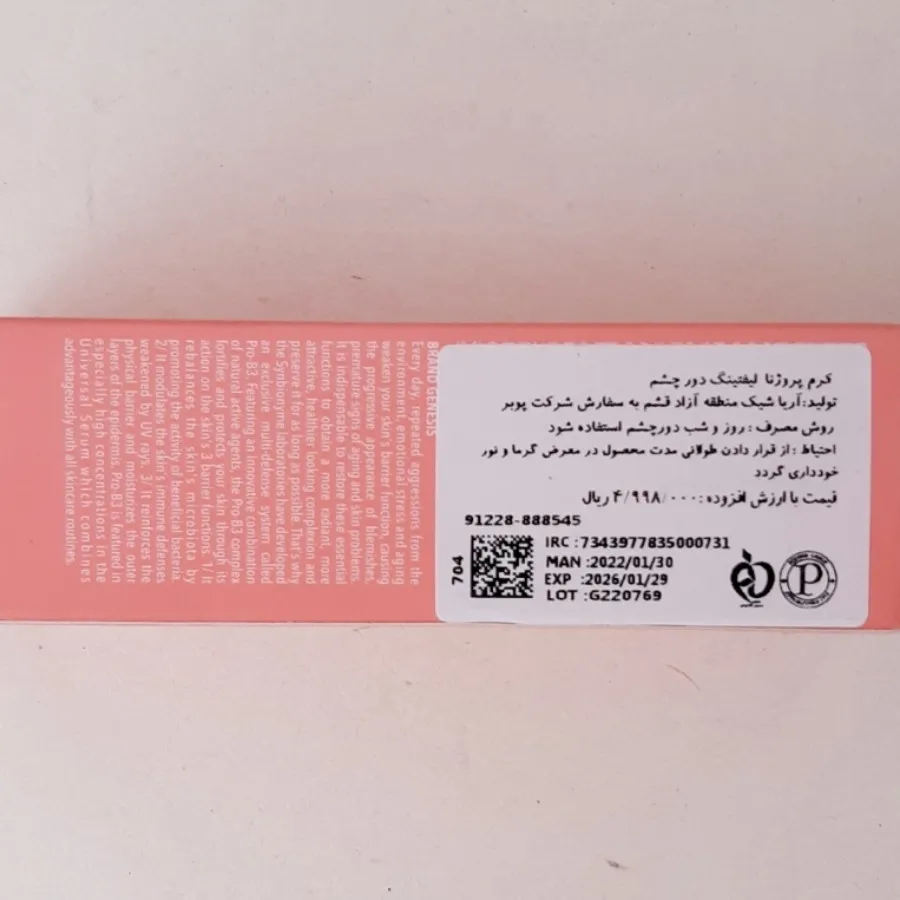 کرم پروژنا لیفتینگ دور چشم
تولید: آریا شیک منطقه آزاد قشم به سفارش شرکت پوبر
روش مصرف : روز و شب دورچشم استفاده شود
احتیاط : از قرار دادن طولانی مدت محصول در معرض گرما و نور
خودداری گردد
قیمت با ارزش افزوده : ۴/۹۹۸/۰۰۰ ریال
91228-888545
704
IRC :7343977835000731
MAN :2022/01/30
EXP :2026/01/29
LOT :G220769
P
BRAND GENESIS
Every day, repeated aggressions from the
environment, emotional stress and aging
weaken your skin's barrier function, causing
the progressive appearance of blemishes,
premature signs of aging and skin problems.
It is indispensable to restore these essential
functions to obtain a more radiant, more
attractive, healthier looking complexion and
preserve it for as long as possible. That's why
the Symbiohyme laboratories have developed
an exclusive multi-defense system called
Pro-B3. Featuring an innovative combination
of natural active agents, the Pro B3 complex
fortifies and protects your skin through its
action on the skin's 3 barrier functions: 1/ It
rebalances the skin's microbiota by
promoting the activity of beneficial bacteria.
2/ It modulates the skin's immune defenses
weakened by UV rays. 3/ It reinforces the
physical barrier and moisturizes the outer
layers of the epidermis. Pro-B3 is featured in
especially high concentrations in the
Universal Serum which combines
advantageously with all skincare routines.